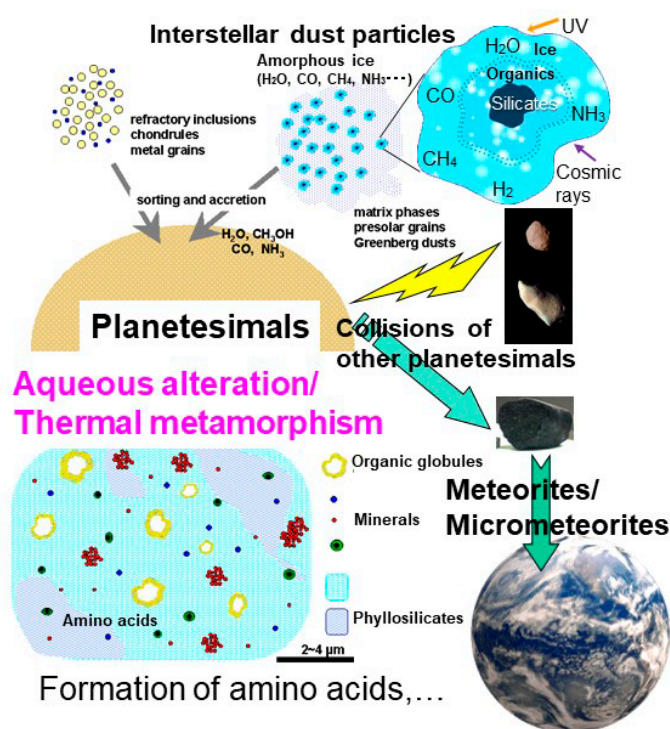 Interstellar dust particles
UV
Amorphous ice
(H₂O, CO, CH₄, NH₃····)
H₂O Ice
Organics
CO
Silicates
NH₃
CH₄
H₂
Cosmic
rays
refractory inclusions
chondrules
metal grains
sorting and accretion
matrix phases
presolar grains
Greenberg dusts
H₂O, CH₃OH
CO, NH₃
Planetesimals
Collisions of
other planetesimals
Aqueous alteration/
Thermal metamorphism
Organic globules
Minerals
Phyllosilicates
Amino acids
2~4 µm
Meteorites/
Micrometeorites
Formation of amino acids,…